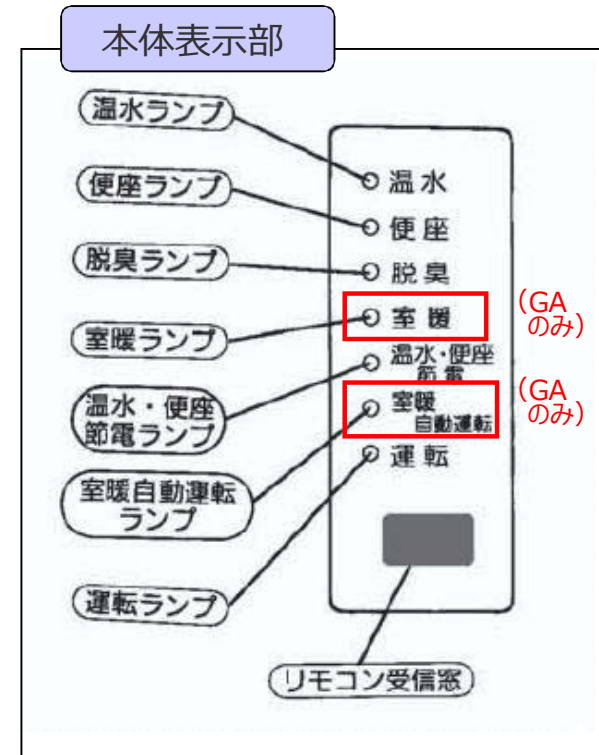 本体表示部
温水ランプ
便座ランプ
脱臭ランプ
室暖ランプ
温水・便座
節電ランプ
室暖自動運転
ランプ
運転ランプ
温水
便座
脱臭
室暖
(GA
のみ)
温水・便座
節電
室暖
自動運転
(GA
のみ)
運転
リモコン受信窓